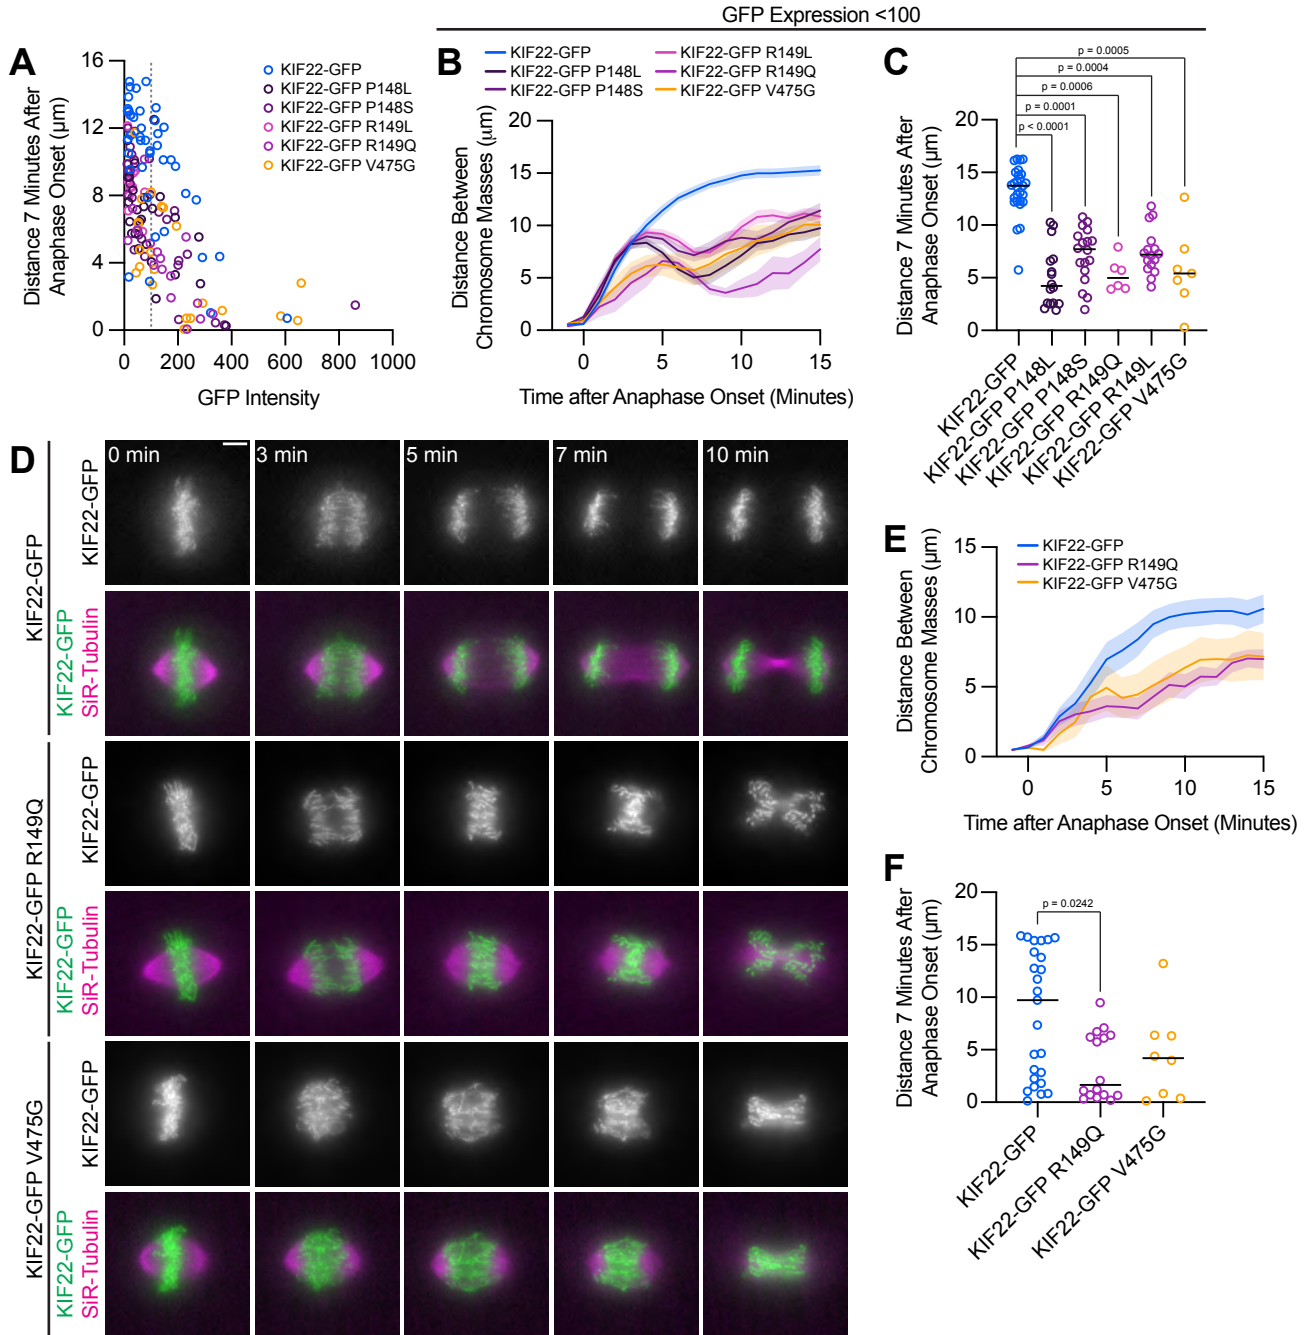 GFP Expression <100
A
Distance 7 Minutes After
Anaphase Onset (µm)
16
12
8
4
0
0
200
400
600
800
1000
GFP Intensity
KIF22-GFP
KIF22-GFP P148L
KIF22-GFP P148S
KIF22-GFP R149L
KIF22-GFP R149Q
KIF22-GFP V475G
B
KIF22-GFP
KIF22-GFP P148L
KIF22-GFP P148S
KIF22-GFP R149L
KIF22-GFP R149Q
KIF22-GFP V475G
Distance Between
Chromosome Masses (µm)
20
15
10
5
0
0
5
10
15
Time after Anaphase Onset (Minutes)
C
p = 0.0005
p = 0.0004
p = 0.0006
p = 0.0001
p < 0.0001
Distance 7 Minutes After
Anaphase Onset (µm)
20
15
10
5
0
KIF22-GFP
KIF22-GFP P148L
KIF22-GFP P148S
KIF22-GFP R149Q
KIF22-GFP R149L
KIF22-GFP V475G
D
0 min
3 min
5 min
7 min
10 min
KIF22-GFP
KIF22-GFP
KIF22-GFP
SiR-Tubulin
KIF22-GFP R149Q
KIF22-GFP
KIF22-GFP
SiR-Tubulin
KIF22-GFP V475G
KIF22-GFP
KIF22-GFP
SiR-Tubulin
E
KIF22-GFP
KIF22-GFP R149Q
KIF22-GFP V475G
Distance Between
Chromosome Masses (µm)
15
10
5
0
0
5
10
15
Time after Anaphase Onset (Minutes)
F
p = 0.0242
Distance 7 Minutes After
Anaphase Onset (µm)
20
15
10
5
0
KIF22-GFP
KIF22-GFP R149Q
KIF22-GFP V475G